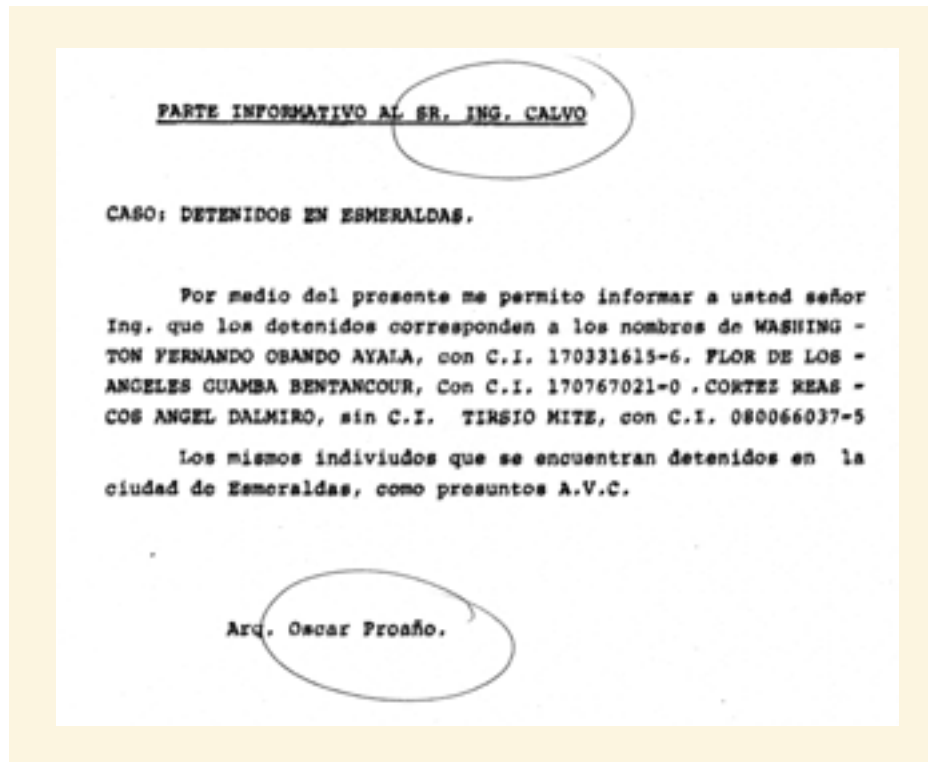 PARTE INFORMATIVO AL SR. ING. CALVO
CASO: DETENIDOS EN ESMERALDAS.
Por medio del presente me permito informar a usted señor
Ing. que los detenidos corresponden a los nombres de WASHING -
TON FERNANDO OBANDO AYALA, con C.I. 170331615-6. FLOR DE LOS -
ANGELES GUAMBA BENTANCOUR, Con C.I. 170767021-0 . CORTEZ REAS -
COS ANGEL DALMIRO, sin C.I. TIRSIO MITE, con C.I. 080066037-5
Los mismos indiviudos que se encuentran detenidos en la
ciudad de Esmeraldas, como presuntos A.V.C.
Arq. Oscar Proaño.